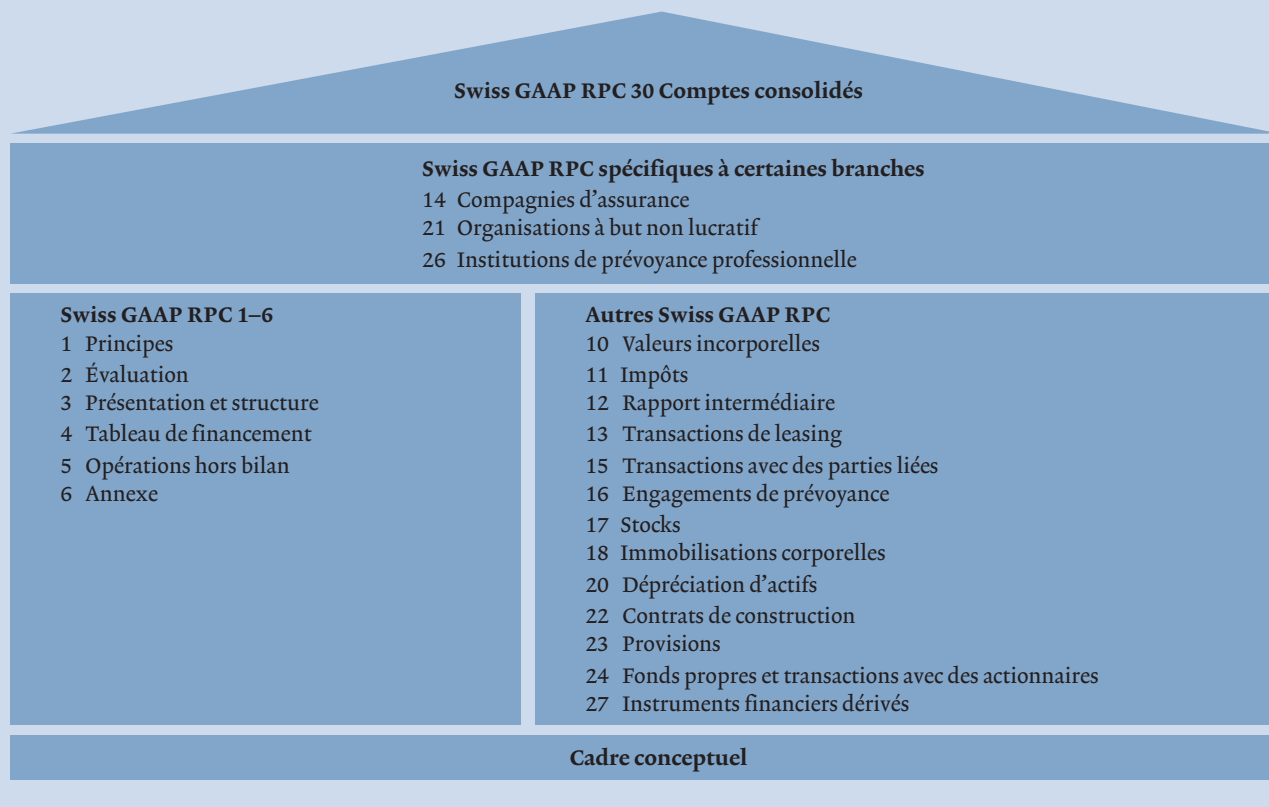 Swiss GAAP RPC 30 Comptes consolidés
Swiss GAAP RPC spécifiques à certaines branches
14 Compagnies d’assurance
21 Organisations à but non lucratif
26 Institutions de prévoyance professionnelle
Swiss GAAP RPC 1–6
1 Principes
2 Évaluation
3 Présentation et structure
4 Tableau de financement
5 Opérations hors bilan
6 Annexe
Autres Swiss GAAP RPC
10 Valeurs incorporelles
11 Impôts
12 Rapport intermédiaire
13 Transactions de leasing
15 Transactions avec des parties liées
16 Engagements de prévoyance
17 Stocks
18 Immobilisations corporelles
20 Dépréciation d’actifs
22 Contrats de construction
23 Provisions
24 Fonds propres et transactions avec des actionnaires
27 Instruments financiers dérivés
Cadre conceptuel